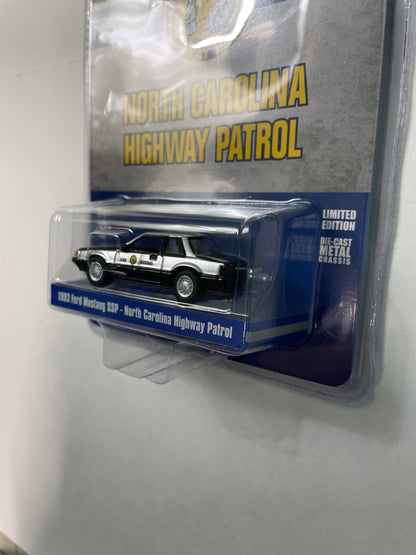 NORTH CAROLINA
HIGHWAY PATROL
LIMITED
EDITION
DIE-CAST
METAL
CHASSIS
1993 Ford Mustang SSP - North Carolina Highway Patrol